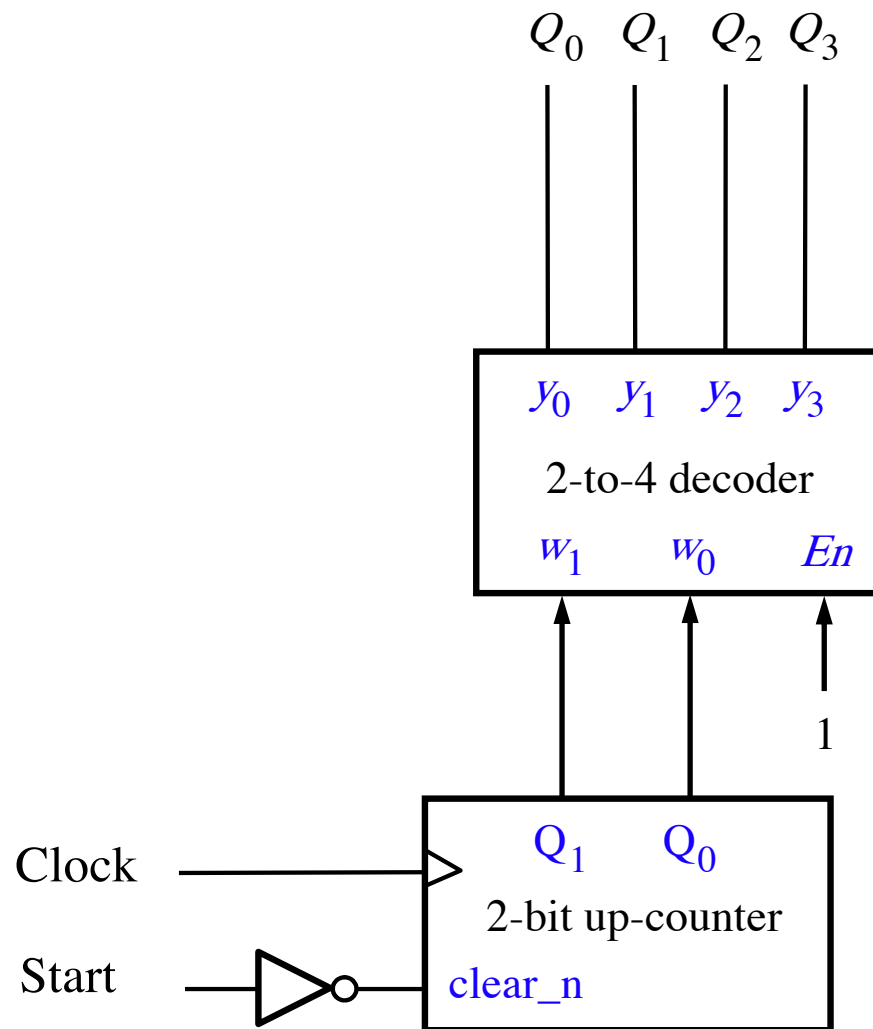 Q0 Q1 Q2 Q3
y0 y1 y2 y3
2-to-4 decoder
w1 w0 En
1
Q1 Q0
Clock
2-bit up-counter
Start
clear_n